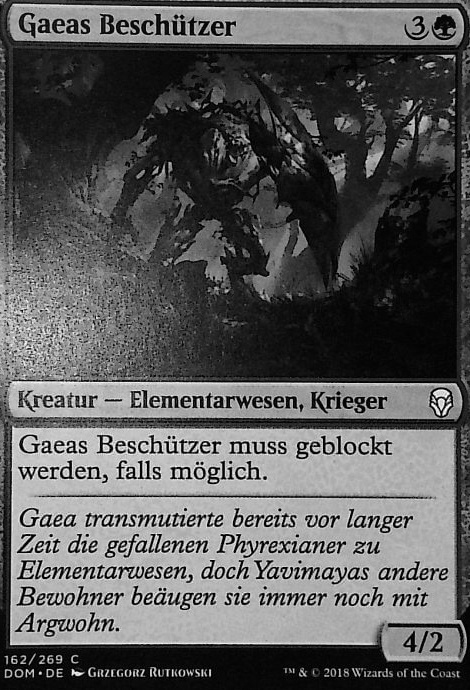 Gaeas Beschützer 3
Kreatur — Elementarwesen, Krieger
Gaeas Beschützer muss geblockt
werden, falls möglich.
Gaea transmutierte bereits vor langer
Zeit die gefallenen Phyrexianer zu
Elementarwesen, doch Yavimayas andere
Bewohner beäugen sie immer noch mit
Argwohn.
4/2
162/269 C
DOM • DE Grzegorz Rutkowski ™ & © 2018 Wizards of the Coast